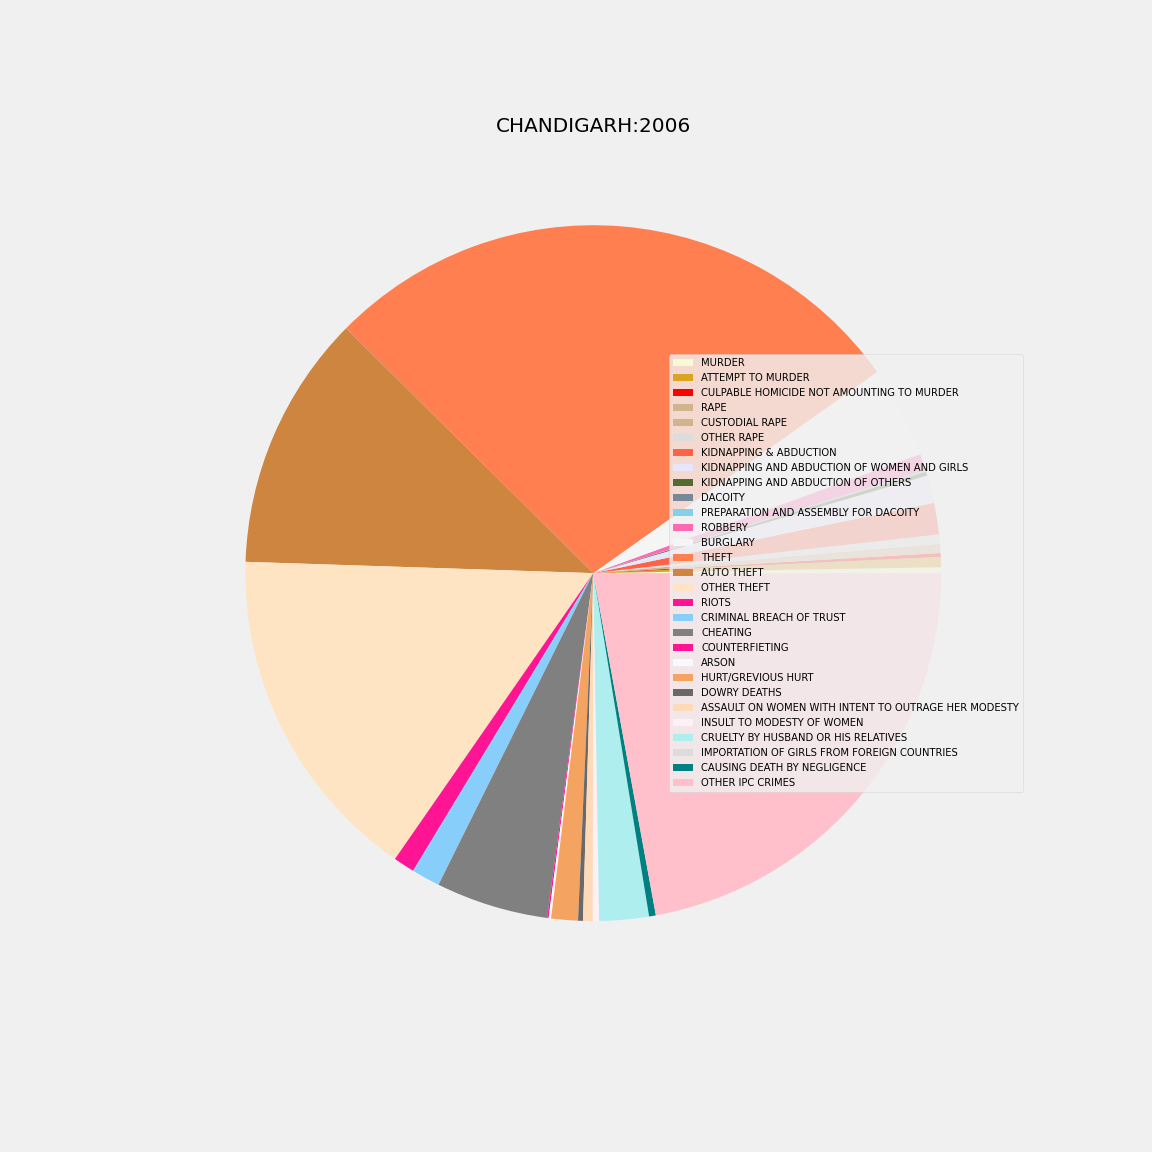 CHANDIGARH:2006
MURDER
ATTEMPT TO MURDER
CULPABLE HOMICIDE NOT AMOUNTING TO MURDER
RAPE
CUSTODIAL RAPE
OTHER RAPE
KIDNAPPING & ABDUCTION
KIDNAPPING AND ABDUCTION OF WOMEN AND GIRLS
KIDNAPPING AND ABDUCTION OF OTHERS
DACOITY
PREPARATION AND ASSEMBLY FOR DACOITY
ROBBERY
BURGLARY
THEFT
AUTO THEFT
OTHER THEFT
RIOTS
CRIMINAL BREACH OF TRUST
CHEATING
COUNTERFIETING
ARSON
HURT/GREVIOUS HURT
DOWRY DEATHS
ASSAULT ON WOMEN WITH INTENT TO OUTRAGE HER MODESTY
INSULT TO MODESTY OF WOMEN
CRUELTY BY HUSBAND OR HIS RELATIVES
IMPORTATION OF GIRLS FROM FOREIGN COUNTRIES
CAUSING DEATH BY NEGLIGENCE
OTHER IPC CRIMES